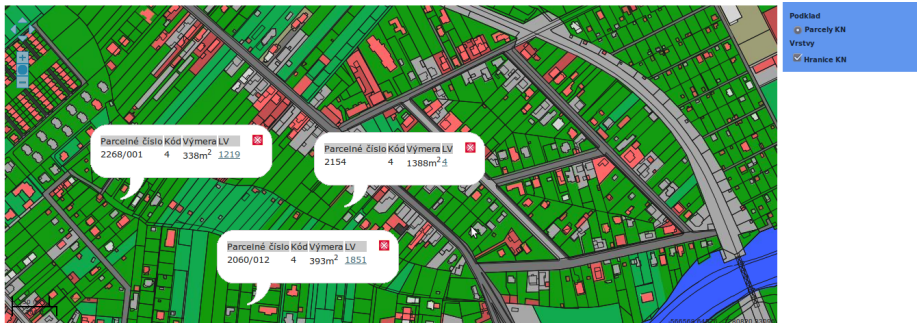 Podklad
Parcely KN
Vrstvy
Hranice KN
Parcelné číslo Kód Výmera LV
2268/001 4 338m² 1219
Parcelné číslo Kód Výmera LV
2154 4 1388m² 4
Parcelné číslo Kód Výmera LV
2060/012 4 393m² 1851